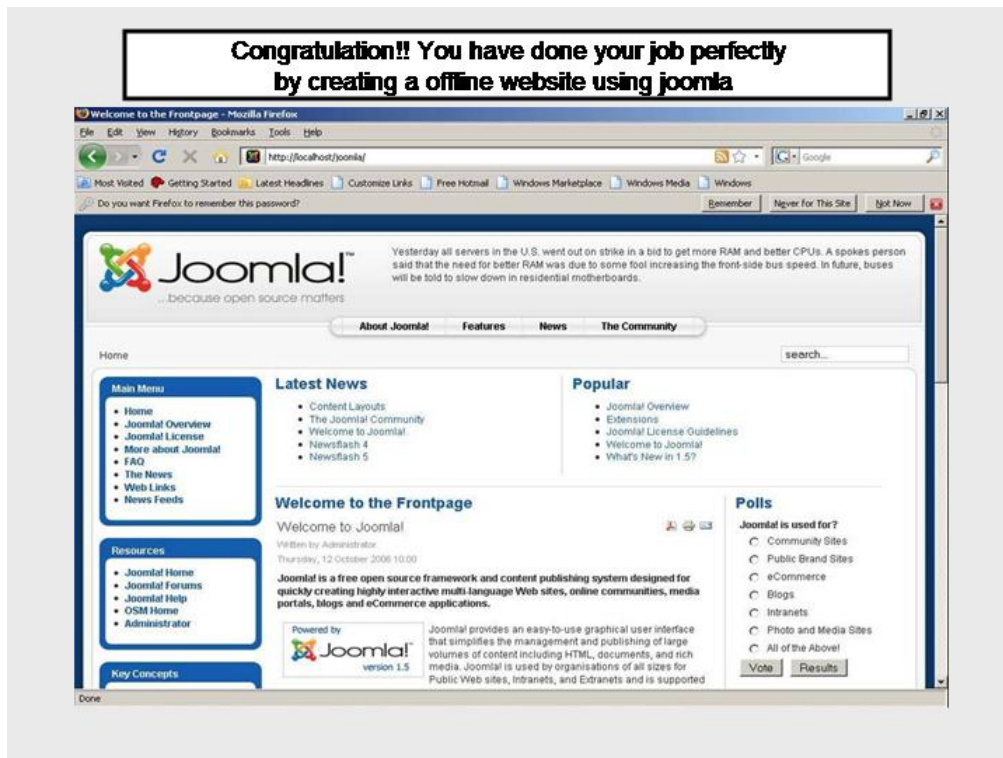 Congratulation!! You have done your job perfectly
by creating a offline website using joomla
Welcome to the Frontpage - Mozilla Firefox
File Edit View History Bookmarks Tools Help
http://localhost/joomla/
Google
Most Visited Getting Started Latest Headlines Customize Links Free Hotmail Windows Marketplace Windows Media Windows
Do you want Firefox to remember this password?
Remember Never for This Site Not Now
Joomla!™
...because open source matters
Yesterday all servers in the U.S. went out on strike in a bid to get more RAM and better CPUs. A spokes person
said that the need for better RAM was due to some fool increasing the front-side bus speed. In future, buses
will be told to slow down in residential motherboards.
About Joomla! Features News The Community
Home
search...
Main Menu
Home
Joomla! Overview
Joomla! License
More about Joomla!
FAQ
The News
Web Links
News Feeds
Resources
Joomla! Home
Joomla! Forums
Joomla! Help
OSM Home
Administrator
Key Concepts
Latest News
Content Layouts
The Joomla! Community
Welcome to Joomla!
Newsflash 4
Newsflash 5
Popular
Joomla! Overview
Extensions
Joomla! License Guidelines
Welcome to Joomla!
What's New in 1.5?
Welcome to the Frontpage
Welcome to Joomla!
Written by Administrator
Thursday, 12 October 2006 10:00
Joomla! is a free open source framework and content publishing system designed for
quickly creating highly interactive multi-language Web sites, online communities, media
portals, blogs and eCommerce applications.
Powered by
Joomla!
version 1.5
Joomla! provides an easy-to-use graphical user interface
that simplifies the management and publishing of large
volumes of content including HTML, documents, and rich
media. Joomla! is used by organisations of all sizes for
Public Web sites, Intranets, and Extranets and is supported
Polls
Joomla! is used for?
Community Sites
Public Brand Sites
eCommerce
Blogs
Intranets
Photo and Media Sites
All of the Above!
Vote Results
Done